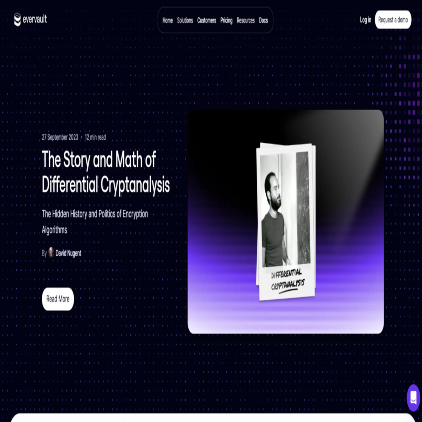 evervault
Home Solutions Customers Pricing Resources Docs
Log in Request a demo
27 September 2023 • 12 min read
The Story and Math of
Differential Cryptanalysis
The Hidden History and Politics of Encryption
Algorithms
By David Nugent
Read More
DIFFERENTIAL
CRYPTANALYSIS